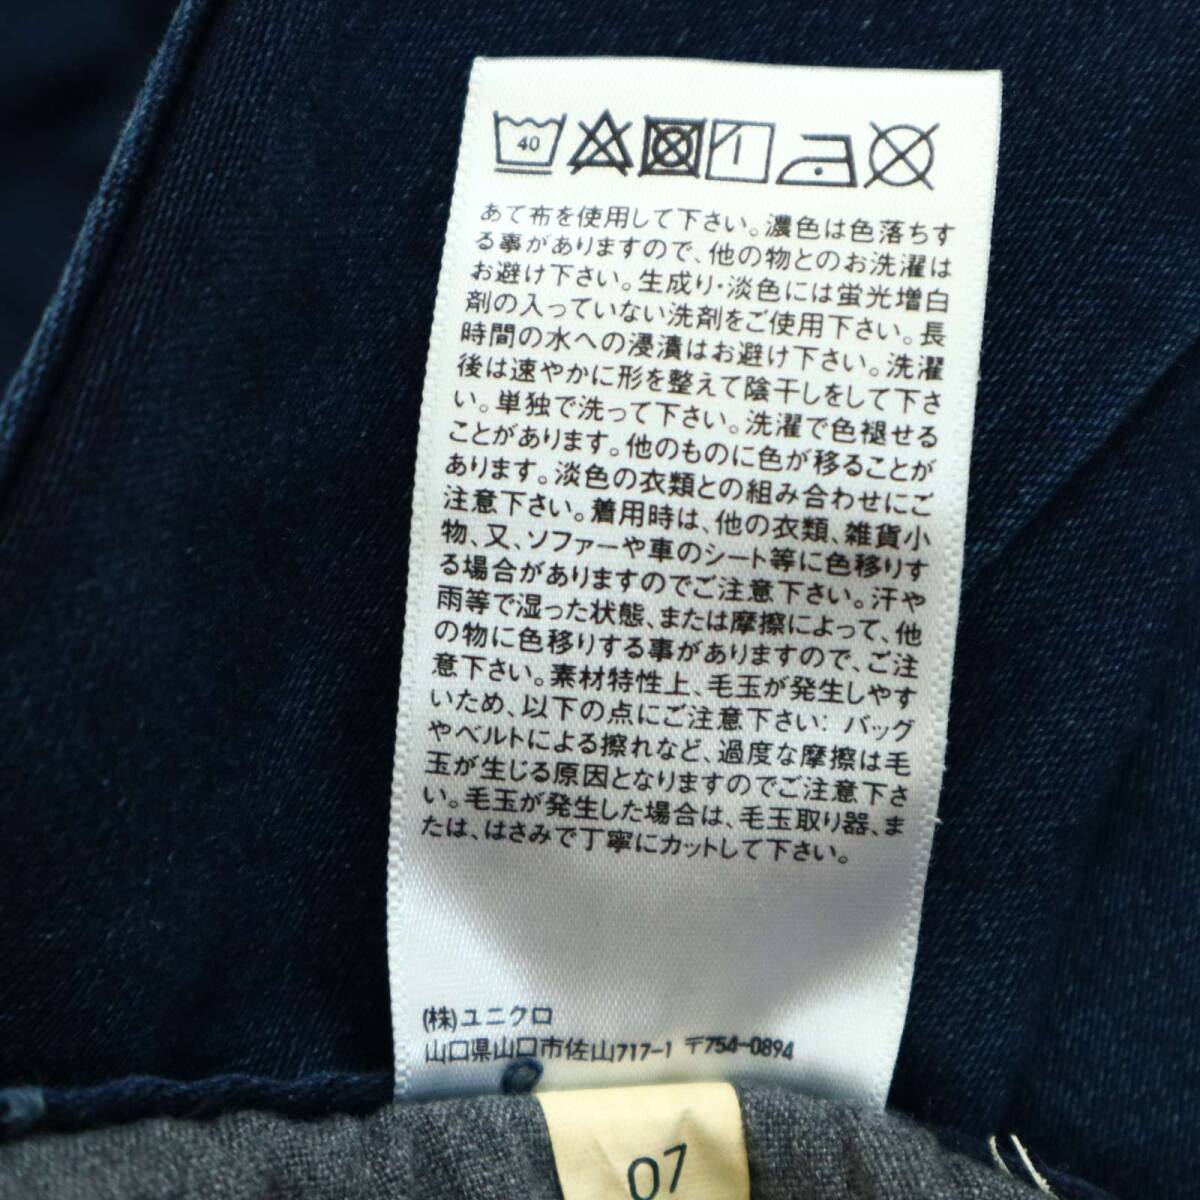 40
あて布を使用して下さい。濃色は色落ちす
る事がありますので、他の物とのお洗濯は
お避け下さい。生成り・淡色には蛍光増白
剤の入っていない洗剤をご使用下さい。長
時間の水への浸漬はお避け下さい。洗濯
後は速やかに形を整えて陰干しをして下さ
い。単独で洗って下さい。洗濯で色褪せる
ことがあります。他のものに色が移ることが
あります。淡色の衣類との組み合わせにご
注意下さい。着用時は、他の衣類、雑貨小
物、又、ソファーや車のシート等に色移りす
る場合がありますのでご注意下さい。汗や
雨等で湿った状態、または摩擦によって、他
の物に色移りする事がありますので、ご注
意下さい。素材特性上、毛玉が発生しやす
いため、以下の点にご注意下さい: バッグ
やベルトによる擦れなど、過度な摩擦は毛
玉が生じる原因となりますのでご注意下さ
い。毛玉が発生した場合は、毛玉取り器、ま
たは、はさみで丁寧にカットして下さい。
(株)ユニクロ
山口県山口市佐山717-1 〒754-0894
07